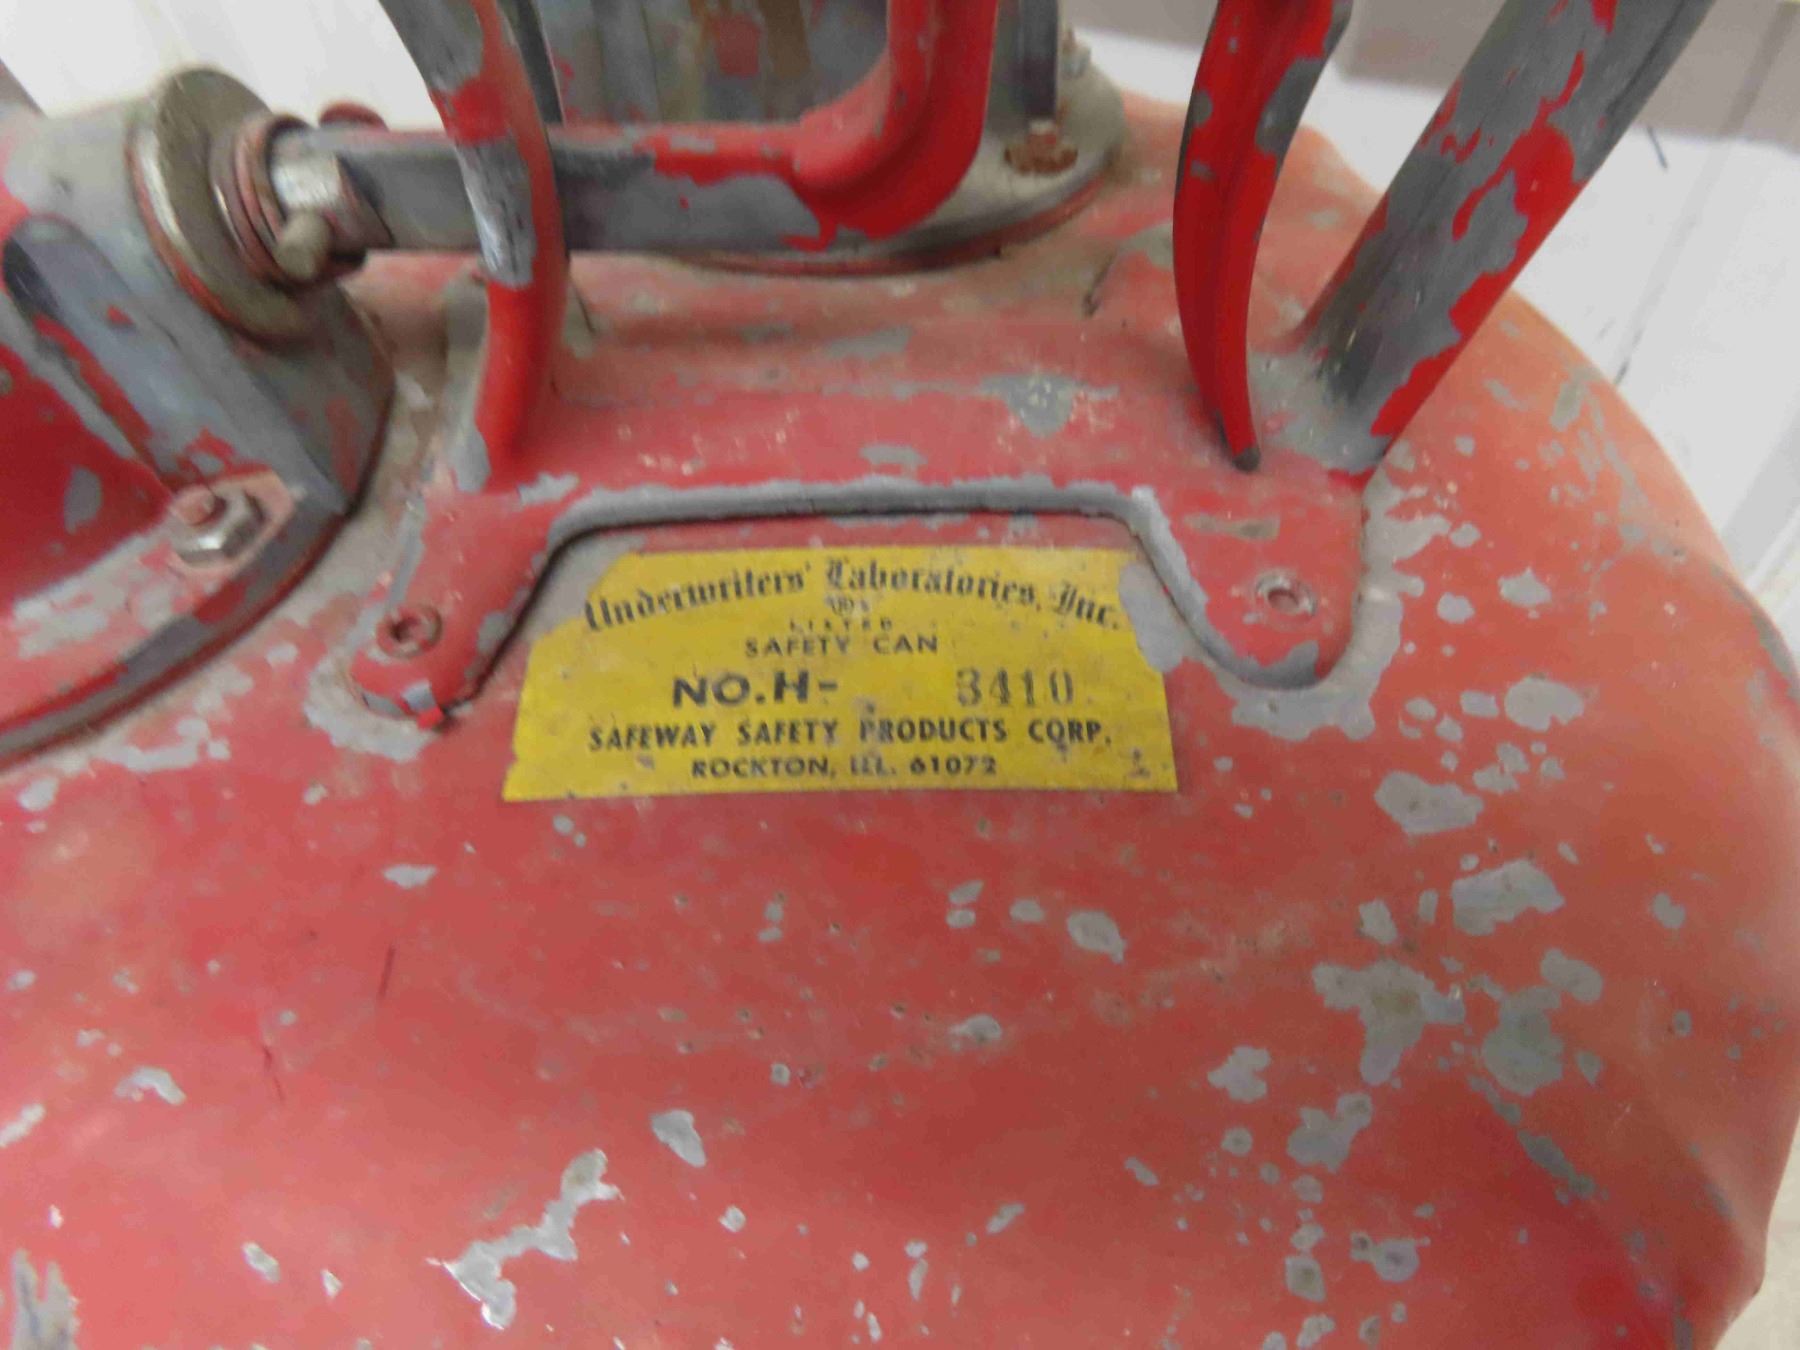 Underwriters' Laboratories, Inc.
LISTED
SAFETY CAN
NO. H- 3410
SAFEWAY SAFETY PRODUCTS CORP.
ROCKTON, ILL. 61072